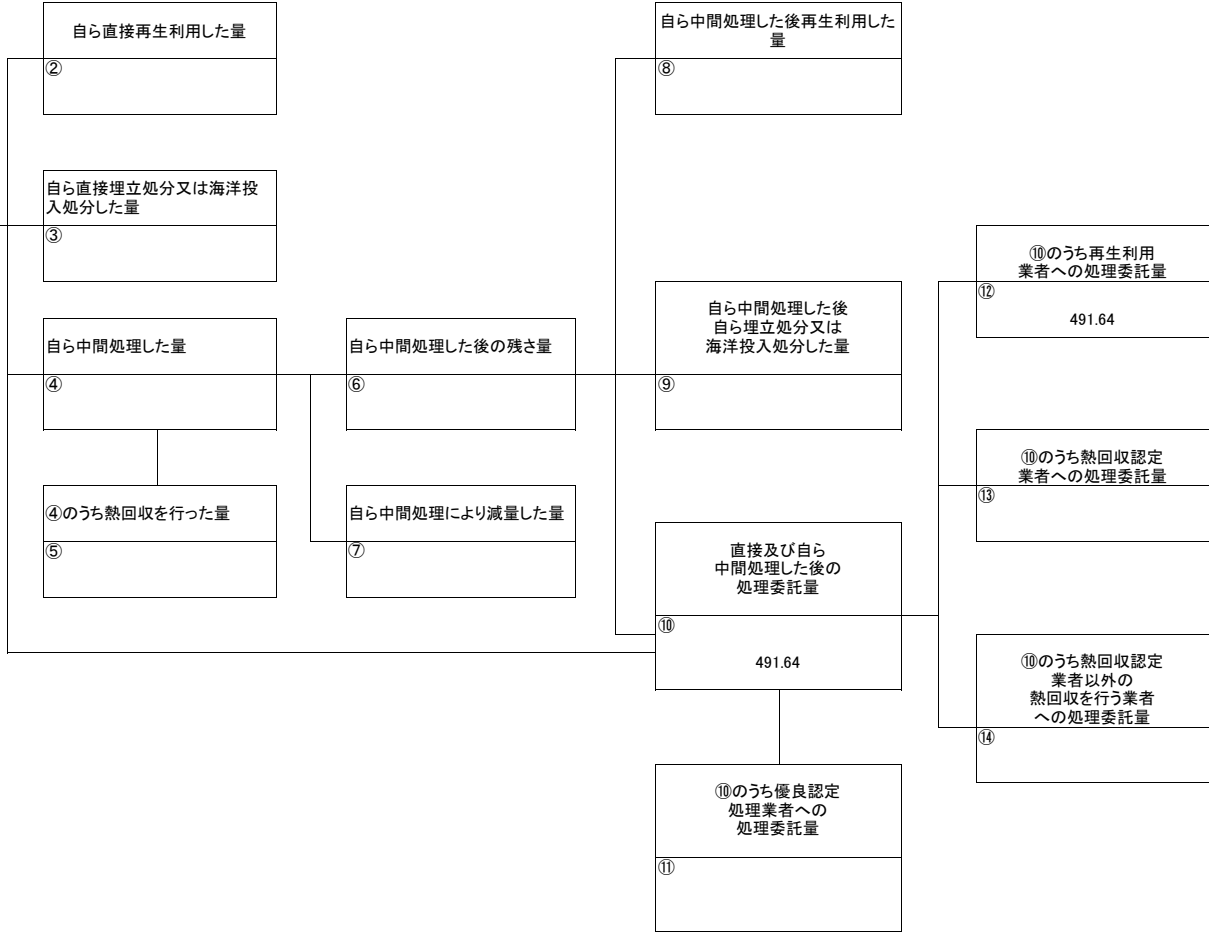 自ら直接再生利用した量
②
自ら直接埋立処分又は海洋投
入処分した量
③
自ら中間処理した量
④
④のうち熱回収を行った量
⑤
自ら中間処理した後の残さ量
⑥
自ら中間処理により減量した量
⑦
自ら中間処理した後再生利用した
量
⑧
自ら中間処理した後
自ら埋立処分又は
海洋投入処分した量
⑨
直接及び自ら
中間処理した後の
処理委託量
⑩
491.64
⑩のうち優良認定
処理業者への
処理委託量
⑪
⑩のうち再生利用
業者への処理委託量
⑫
491.64
⑩のうち熱回収認定
業者への処理委託量
⑬
⑩のうち熱回収認定
業者以外の
熱回収を行う業者
への処理委託量
⑭